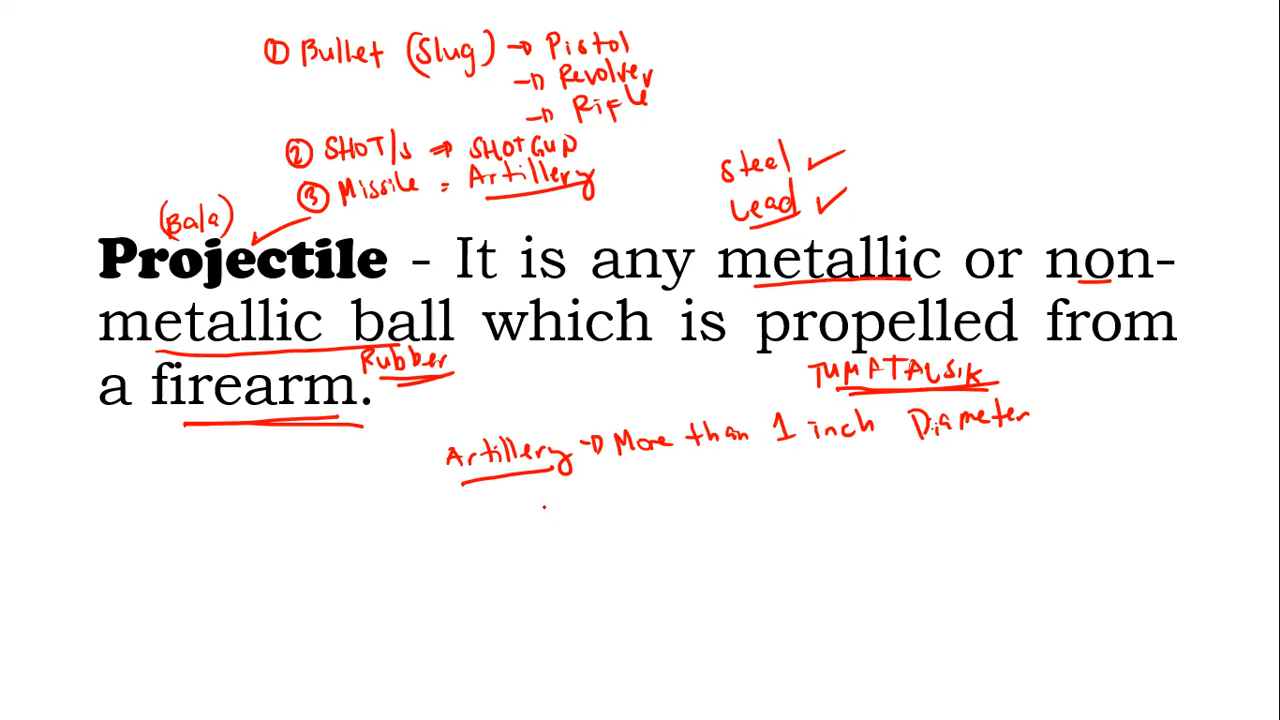 ① Bullet (Slug) → Pistol
→ Revolver
→ Rifle
② SHOT/s ⇒ SHOTGUN
③ Missile = Artillery
Steel ✓
Lead ✓
(Bala)
Projectile - It is any metallic or non-
metallic ball which is propelled from
Rubber
TUMATALSIK
a firearm.
Artillery → More than 1 inch Diameter